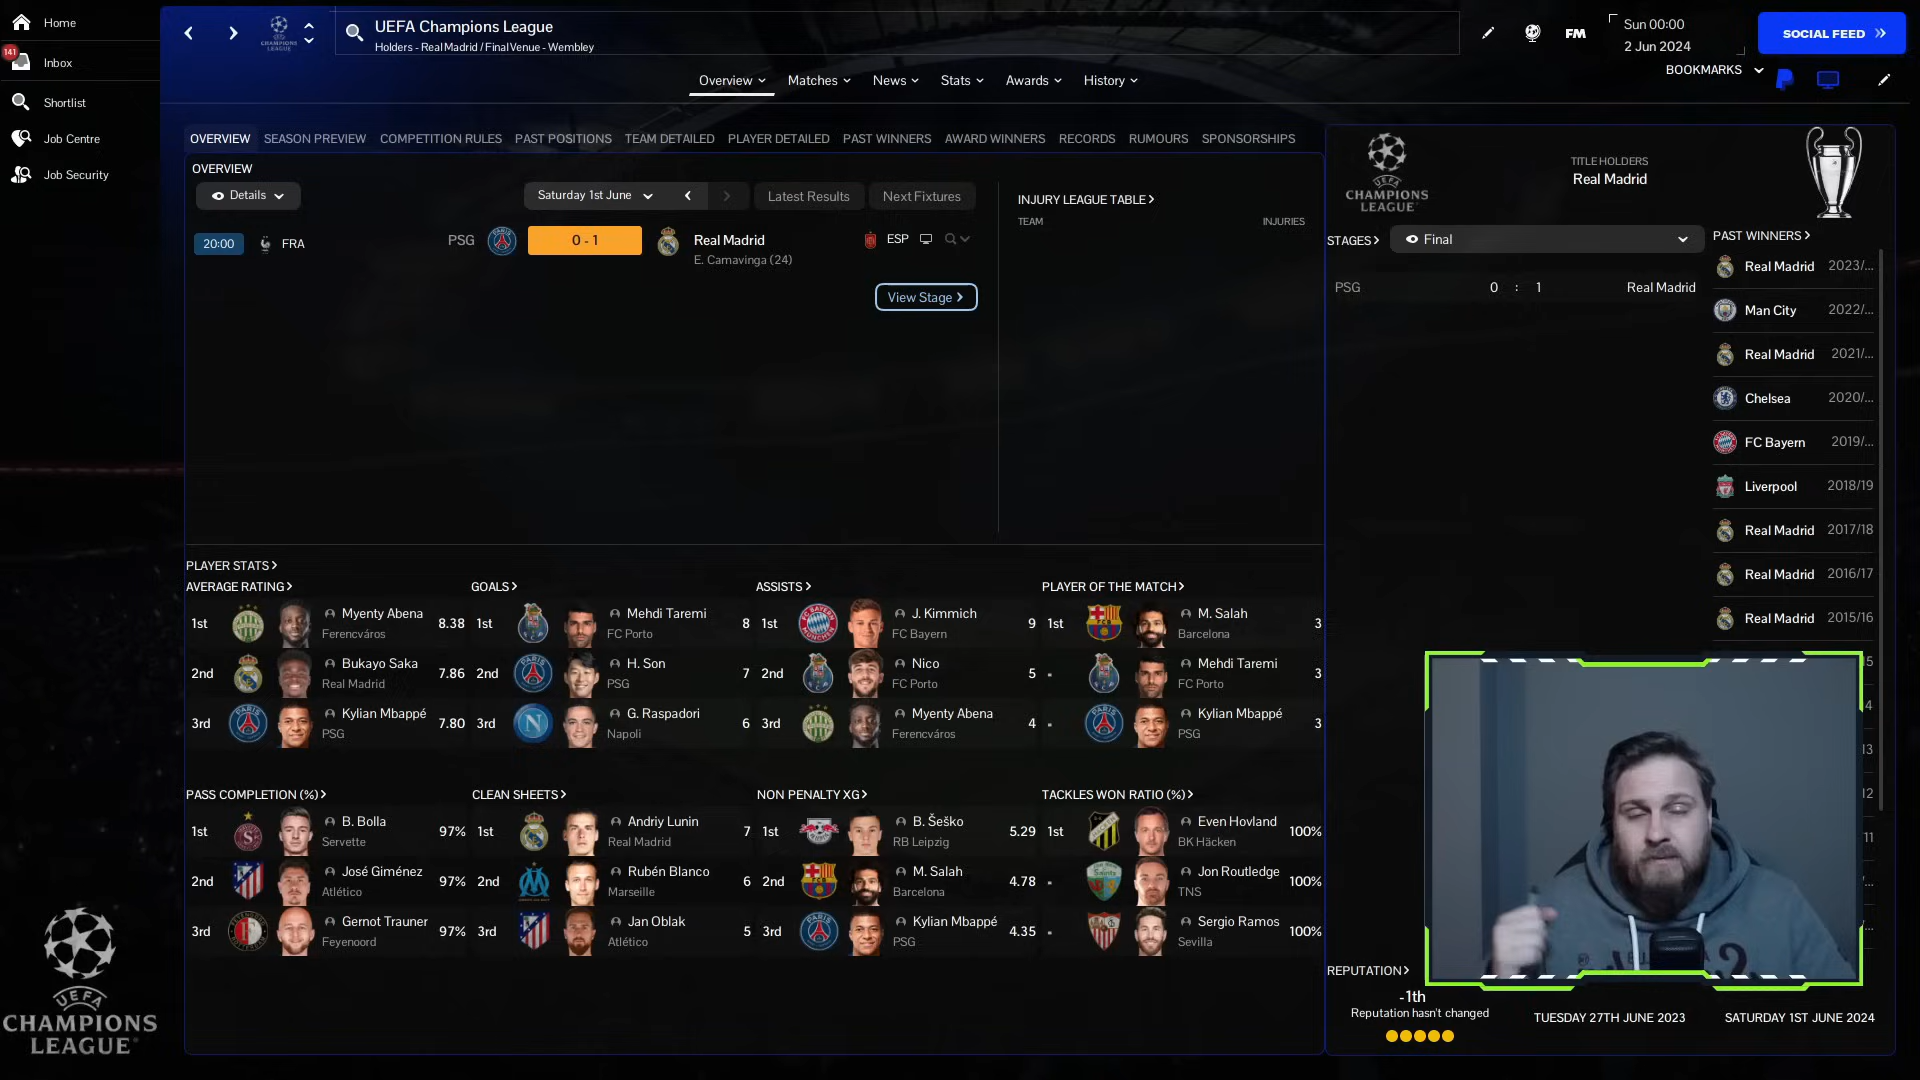 Home
141
Inbox
Shortlist
Job Centre
Job Security
UEFA Champions League
Holders - Real Madrid / Final Venue - Wembley
FM
Sun 00:00
2 Jun 2024
SOCIAL FEED
BOOKMARKS
Overview
Matches
News
Stats
Awards
History
OVERVIEW
SEASON PREVIEW
COMPETITION RULES
PAST POSITIONS
TEAM DETAILED
PLAYER DETAILED
PAST WINNERS
AWARD WINNERS
RECORDS
RUMOURS
SPONSORSHIPS
OVERVIEW
Details
Saturday 1st June
Latest Results
Next Fixtures
20:00
FRA
PSG
0 - 1
Real Madrid
E. Camavinga (24)
ESP
View Stage
INJURY LEAGUE TABLE
TEAM
INJURIES
UEFA
CHAMPIONS
LEAGUE
TITLE HOLDERS
Real Madrid
STAGES
Final
PSG 0 : 1 Real Madrid
PAST WINNERS
Real Madrid 2023/...
Man City 2022/...
Real Madrid 2021/...
Chelsea 2020/...
FC Bayern 2019/...
Liverpool 2018/19
Real Madrid 2017/18
Real Madrid 2016/17
Real Madrid 2015/16
PLAYER STATS
AVERAGE RATING
1st Myenty Abena 8.38
Ferencváros
2nd Bukayo Saka 7.86
Real Madrid
3rd Kylian Mbappé 7.80
PSG
GOALS
1st Mehdi Taremi 8
FC Porto
2nd H. Son 7
PSG
3rd G. Raspadori 6
Napoli
ASSISTS
1st J. Kimmich 9
FC Bayern
2nd Nico 5
FC Porto
3rd Myenty Abena 4
Ferencváros
PLAYER OF THE MATCH
1st M. Salah 3
Barcelona
- Mehdi Taremi 3
FC Porto
- Kylian Mbappé 3
PSG
PASS COMPLETION (%)
1st B. Bolla 97%
Servette
2nd José Giménez 97%
Atlético
3rd Gernot Trauner 97%
Feyenoord
CLEAN SHEETS
1st Andriy Lunin 7
Real Madrid
2nd Rubén Blanco 6
Marseille
3rd Jan Oblak 5
Atlético
NON PENALTY XG
1st B. Šeško 5.29
RB Leipzig
2nd M. Salah 4.78
Barcelona
3rd Kylian Mbappé 4.35
PSG
TACKLES WON RATIO (%)
1st Even Hovland 100%
BK Häcken
- Jon Routledge 100%
TNS
- Sergio Ramos 100%
Sevilla
REPUTATION
-1th
Reputation hasn't changed
TUESDAY 27TH JUNE 2023
SATURDAY 1ST JUNE 2024
UEFA
CHAMPIONS
LEAGUE